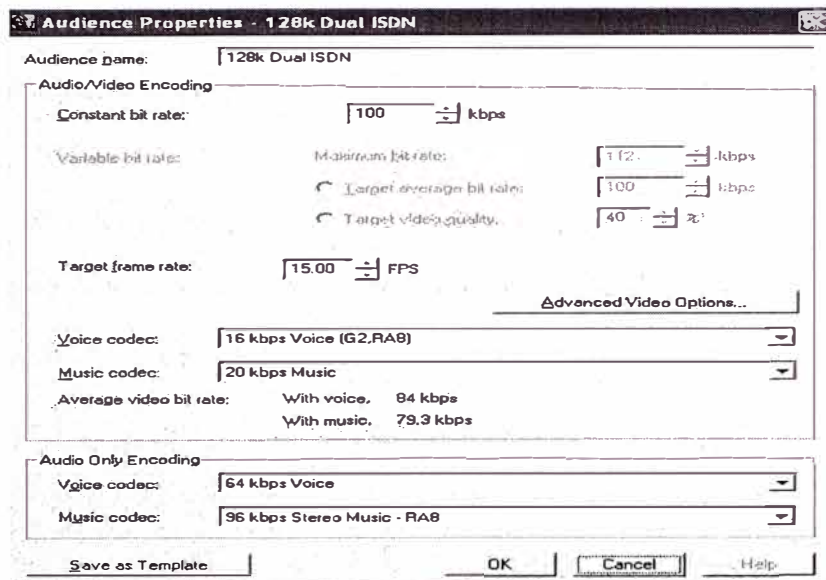 Audience Properties - 128k Dual ISDN
Audience name: 128k Dual ISDN
Audio/Video Encoding
Constant bit rate: 100 kbps
Variable bit rate: Maximum bit rate: 112 kbps
Target average bit rate: 100 kbps
Target video quality. 40 %
Target frame rate: 15.00 FPS
Advanced Video Options...
Voice codec: 16 kbps Voice (G2,RA8)
Music codec: 20 kbps Music
Average video bit rate: With voice, 84 kbps
With music, 79.3 kbps
Audio Only Encoding
Voice codec: 64 kbps Voice
Music codec: 96 kbps Stereo Music - RA8
Save as Template OK Cancel Help